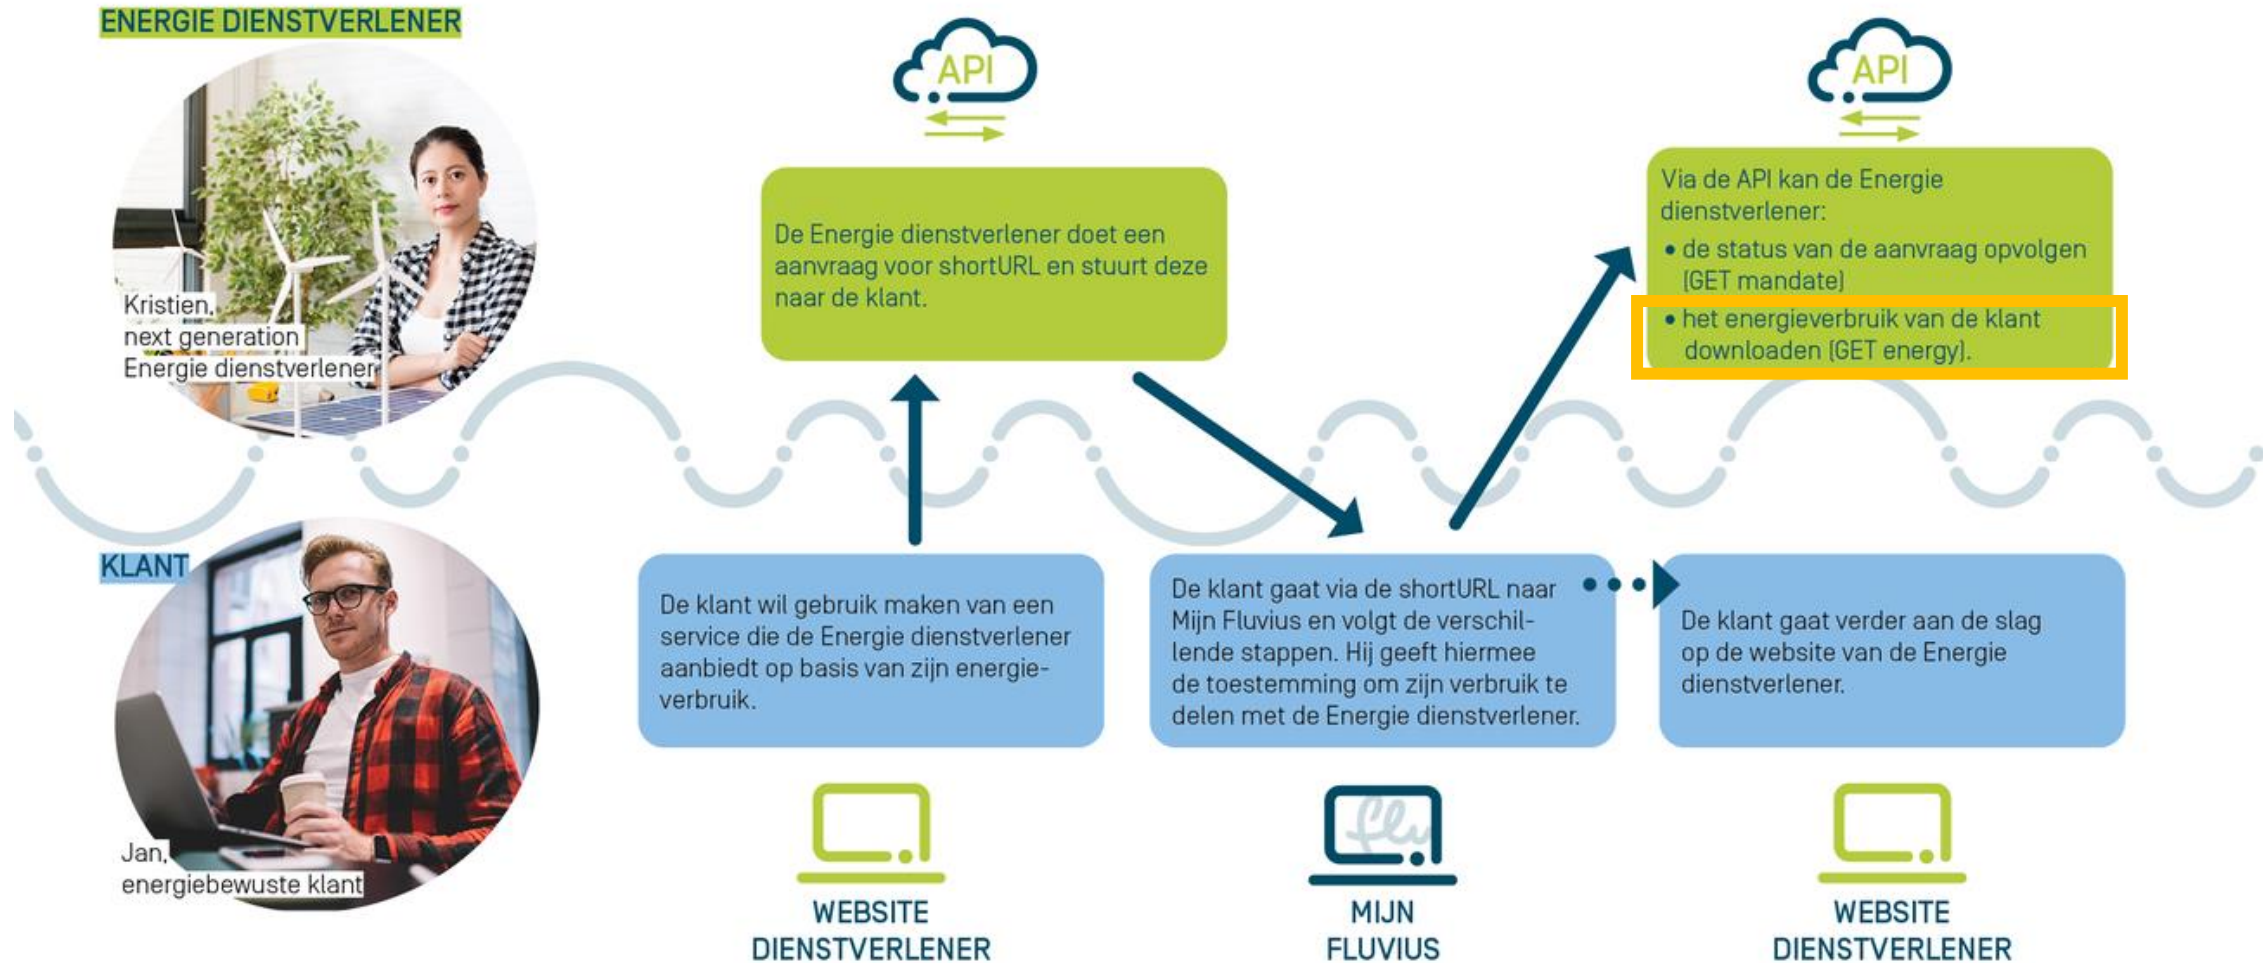 ENERGIE DIENSTVERLENER
Kristien,
next generation
Energie dienstverlener
API
De Energie dienstverlener doet een
aanvraag voor shortURL en stuurt deze
naar de klant.
API
Via de API kan de Energie
dienstverlener:
• de status van de aanvraag opvolgen
(GET mandate)
• het energieverbruik van de klant
downloaden (GET energy).
KLANT
Jan,
energiebewuste klant
De klant wil gebruik maken van een
service die de Energie dienstverlener
aanbiedt op basis van zijn energie-
verbruik.
De klant gaat via de shortURL naar
Mijn Fluvius en volgt de verschil-
lende stappen. Hij geeft hiermee
de toestemming om zijn verbruik te
delen met de Energie dienstverlener.
De klant gaat verder aan de slag
op de website van de Energie
dienstverlener.
WEBSITE
DIENSTVERLENER
flu
MIJN
FLUVIUS
WEBSITE
DIENSTVERLENER